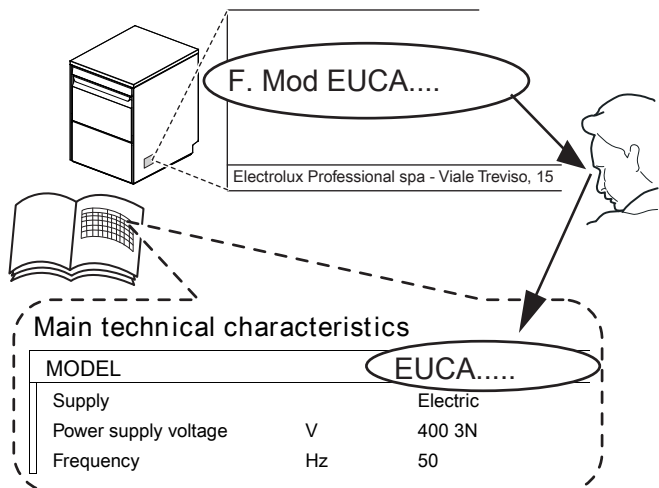 F. Mod EUCA....
Electrolux Professional spa - Viale Treviso, 15
Main technical characteristics
MODEL EUCA.....
Supply Electric
Power supply voltage V 400 3N
Frequency Hz 50